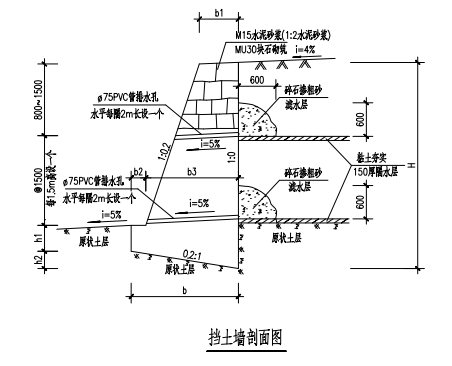 b1
M15水泥砂浆(1:2水泥砂浆)
MU30块石砌筑
i=4%
600
碎石掺粗砂
滤水层
ø75PVC管排水孔
水平每隔2m长设一个
800~1500
600
i=5%
1:0.2
1:0
粘土夯实
150厚隔水层
H
@1500
每1.5m高设一个
b2
b3
ø75PVC管排水孔
水平每隔2m长设一个
碎石掺粗砂
滤水层
600
i=5%
i=5%
原状土层
原状土层
h1
h2
原状土层
0.2:1
b
挡土墙剖面图